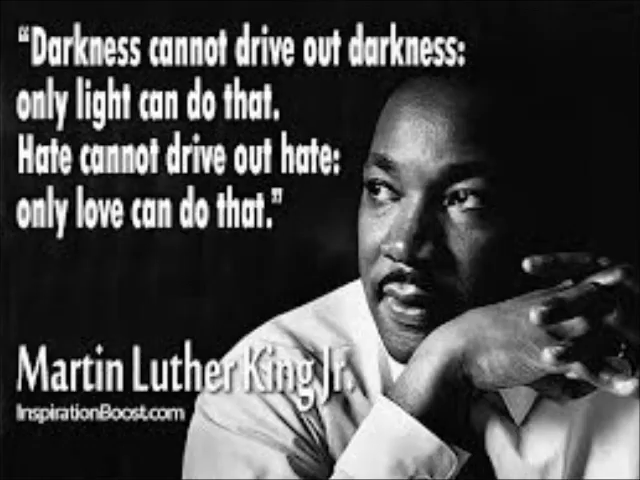 “Darkness cannot drive out darkness:
only light can do that.
Hate cannot drive out hate:
only love can do that.”
Martin Luther King Jr.
InspirationBoost.com